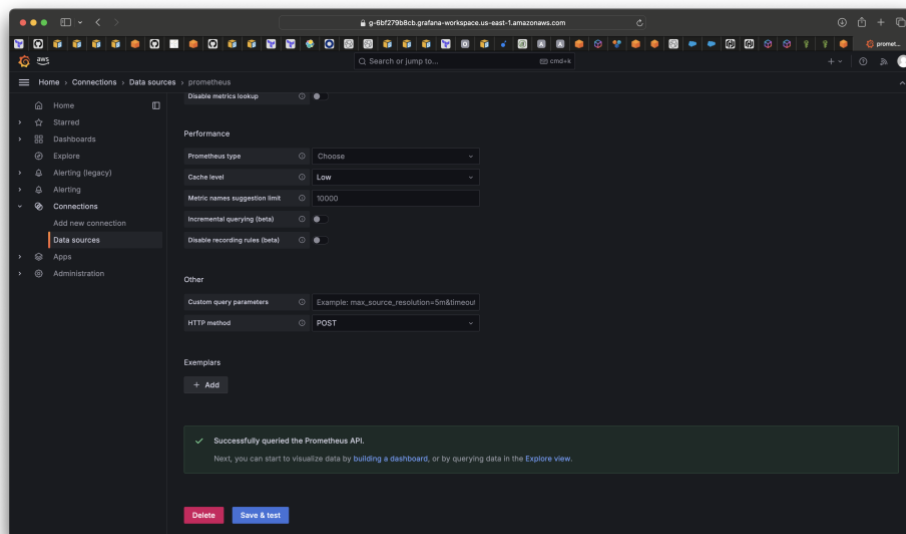 g-6bf279b8cb.grafana-workspace.us-east-1.amazonaws.com
promet...
aws
Search or jump to...
cmd+k
Home › Connections › Data sources › prometheus
Home
Starred
Dashboards
Explore
Alerting (legacy)
Alerting
Connections
Add new connection
Data sources
Apps
Administration
Disable metrics lookup
Performance
Prometheus type
Choose
Cache level
Low
Metric names suggestion limit
10000
Incremental querying (beta)
Disable recording rules (beta)
Other
Custom query parameters
Example: max_source_resolution=5m&timeout
HTTP method
POST
Exemplars
+ Add
Successfully queried the Prometheus API.
Next, you can start to visualize data by building a dashboard, or by querying data in the Explore view.
Delete
Save & test